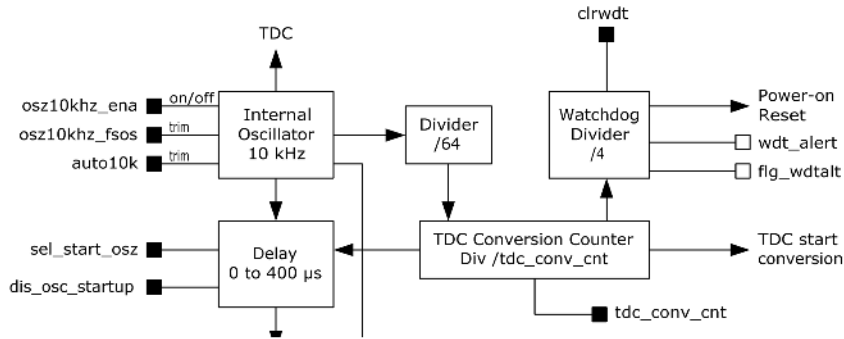 clrwdt
TDC
osz10khz_ena
on/off
osz10khz_fsos
trim
auto10k
trim
Internal
Oscillator
10 kHz
Divider
/64
Watchdog
Divider
/4
Power-on
Reset
wdt_alert
flg_wdtalt
sel_start_osz
dis_osc_startup
Delay
0 to 400 µs
TDC Conversion Counter
Div /tdc_conv_cnt
TDC start
conversion
tdc_conv_cnt